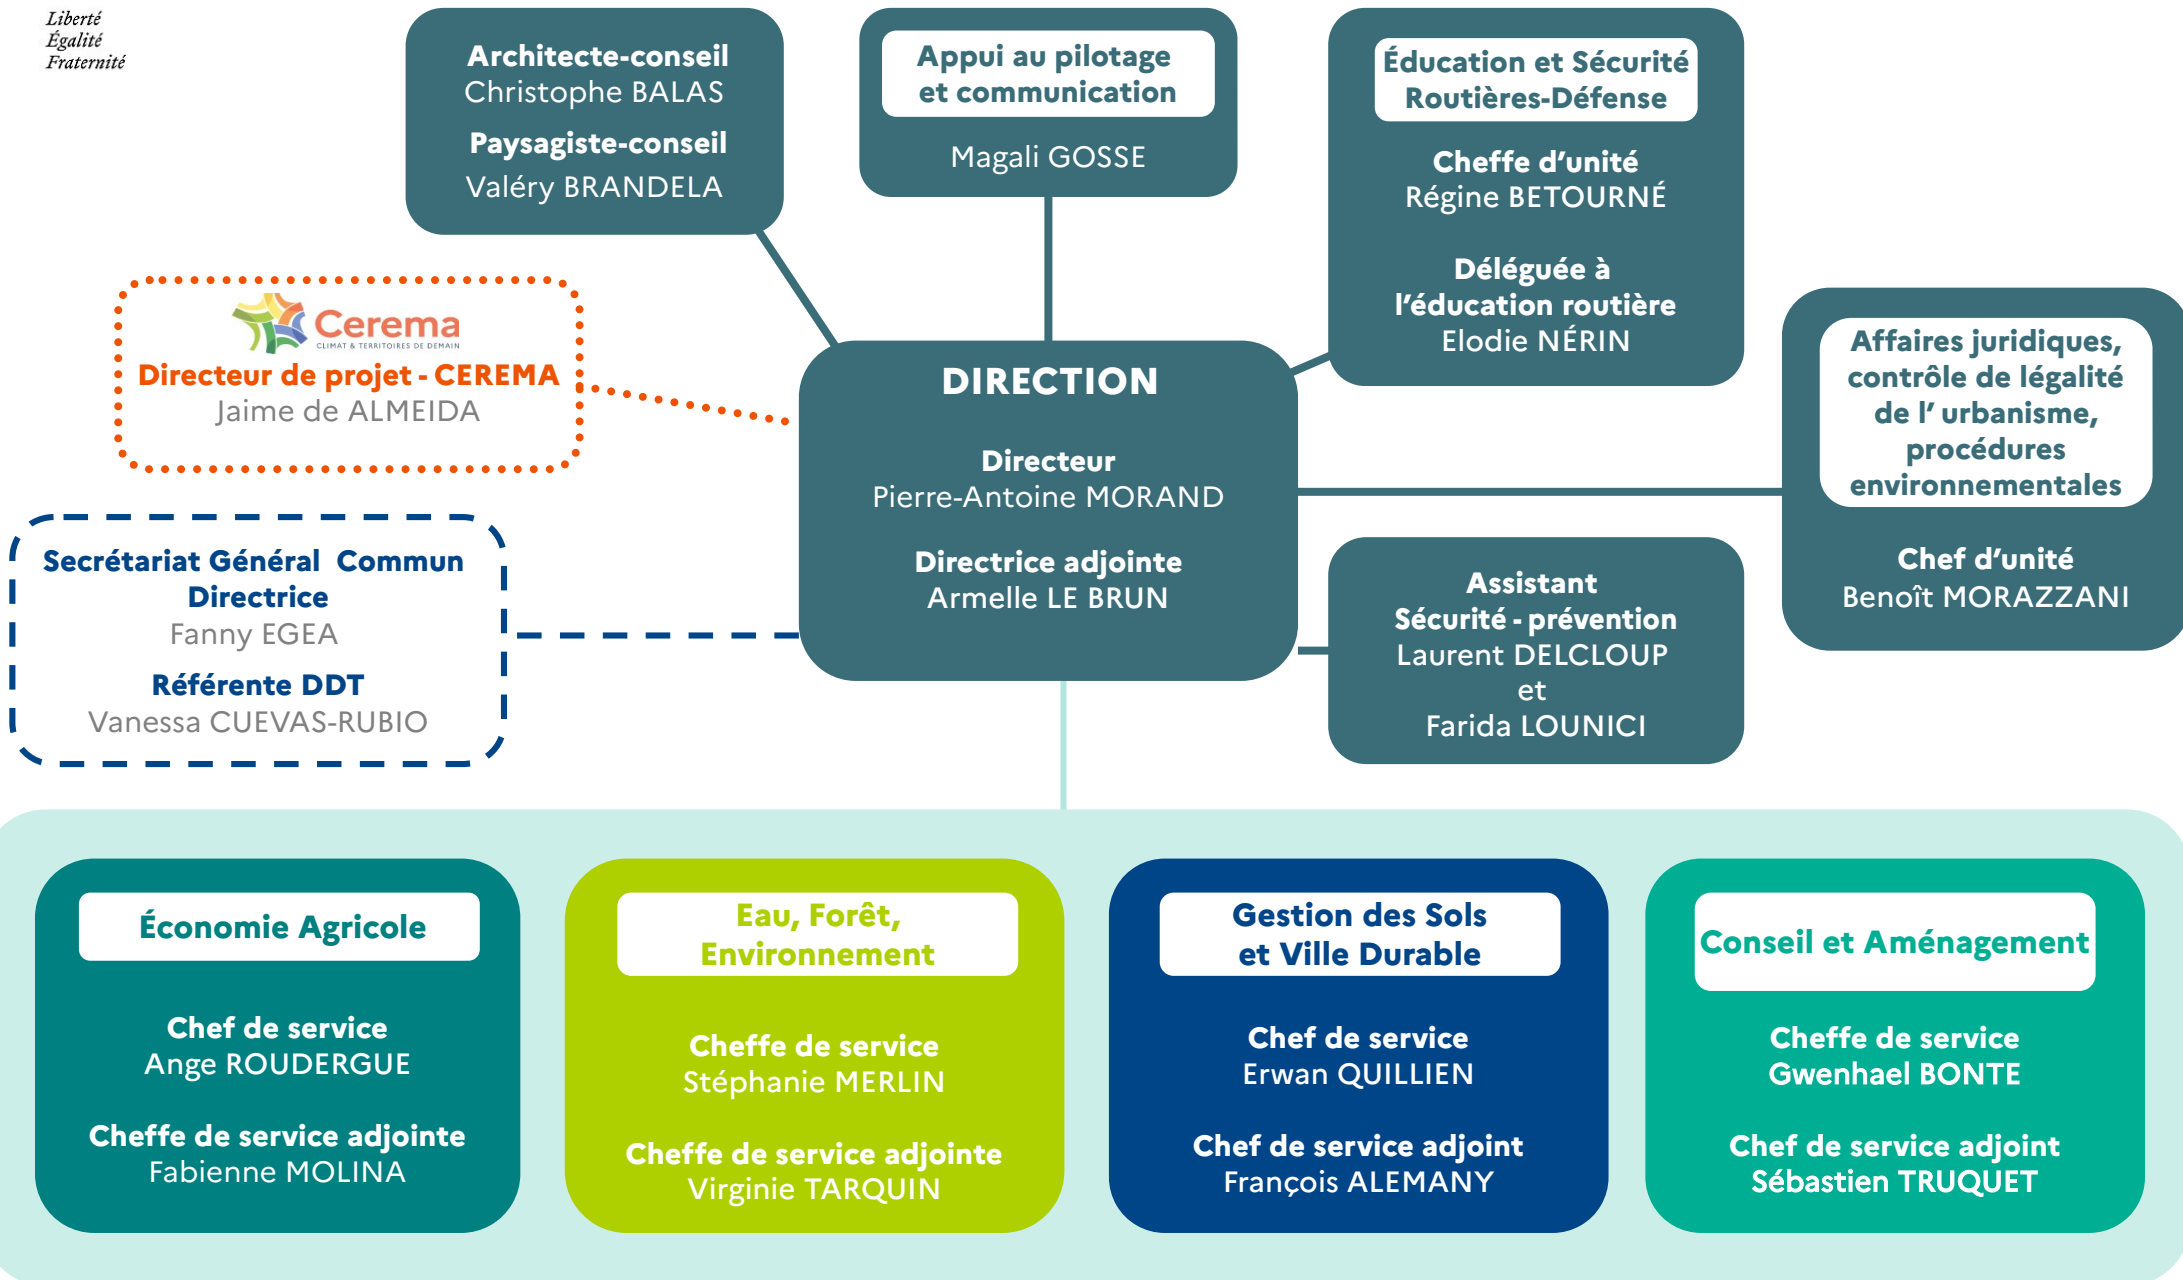 Liberté
Égalité
Fraternité
Architecte-conseil
Christophe BALAS
Paysagiste-conseil
Valéry BRANDELA
Appui au pilotage
et communication
Magali GOSSE
Éducation et Sécurité
Routières-Défense
Cheffe d’unité
Régine BETOURNÉ
Déléguée à
l’éducation routière
Elodie NÉRIN
Cerema
CLIMAT & TERRITOIRES DE DEMAIN
Directeur de projet - CEREMA
Jaime de ALMEIDA
DIRECTION
Directeur
Pierre-Antoine MORAND
Directrice adjointe
Armelle LE BRUN
Affaires juridiques,
contrôle de légalité
de l’ urbanisme,
procédures
environnementales
Chef d’unité
Benoît MORAZZANI
Secrétariat Général Commun
Directrice
Fanny EGEA
Référente DDT
Vanessa CUEVAS-RUBIO
Assistant
Sécurité - prévention
Laurent DELCLOUP
et
Farida LOUNICI
Économie Agricole
Chef de service
Ange ROUDERGUE
Cheffe de service adjointe
Fabienne MOLINA
Eau, Forêt,
Environnement
Cheffe de service
Stéphanie MERLIN
Cheffe de service adjointe
Virginie TARQUIN
Gestion des Sols
et Ville Durable
Chef de service
Erwan QUILLIEN
Chef de service adjoint
François ALEMANY
Conseil et Aménagement
Cheffe de service
Gwenhael BONTE
Chef de service adjoint
Sébastien TRUQUET